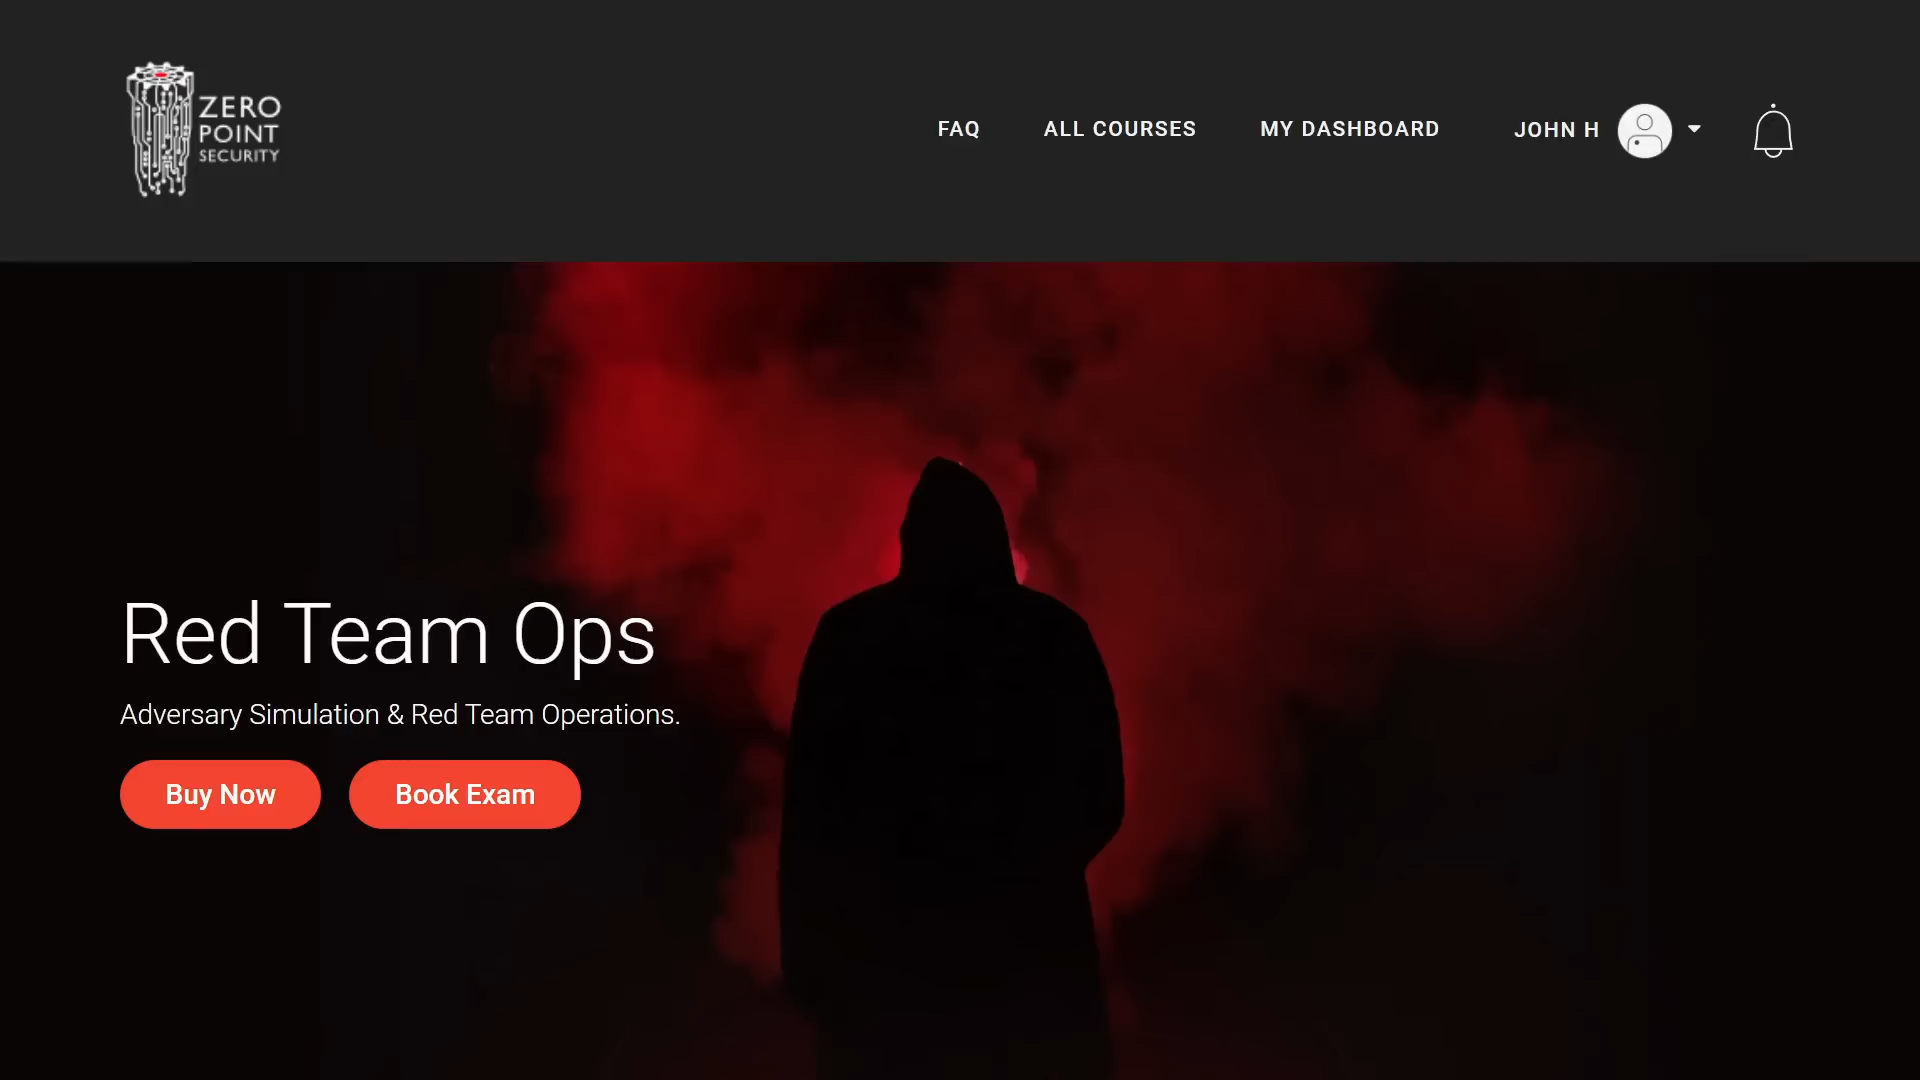 ZERO
POINT
SECURITY
FAQ
ALL COURSES
MY DASHBOARD
JOHN H
Red Team Ops
Adversary Simulation & Red Team Operations.
Buy Now
Book Exam